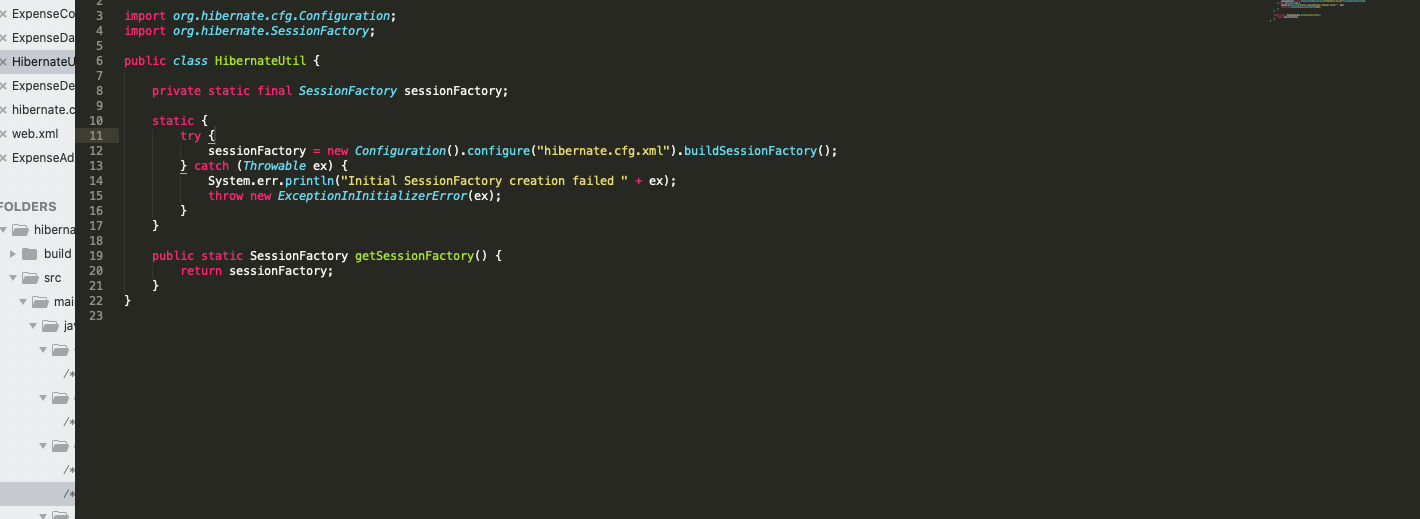 ExpenseCo
ExpenseDa
HibernateU
ExpenseDe
hibernate.c
web.xml
ExpenseAd
FOLDERS
hiberna
build
src
mai
jav
/*
/*
/*
/*
2
3 import org.hibernate.cfg.Configuration;
4 import org.hibernate.SessionFactory;
5
6 public class HibernateUtil {
7
8 private static final SessionFactory sessionFactory;
9
10 static {
11 try {
12 sessionFactory = new Configuration().configure("hibernate.cfg.xml").buildSessionFactory();
13 } catch (Throwable ex) {
14 System.err.println("Initial SessionFactory creation failed " + ex);
15 throw new ExceptionInInitializerError(ex);
16 }
17 }
18
19 public static SessionFactory getSessionFactory() {
20 return sessionFactory;
21 }
22 }
23